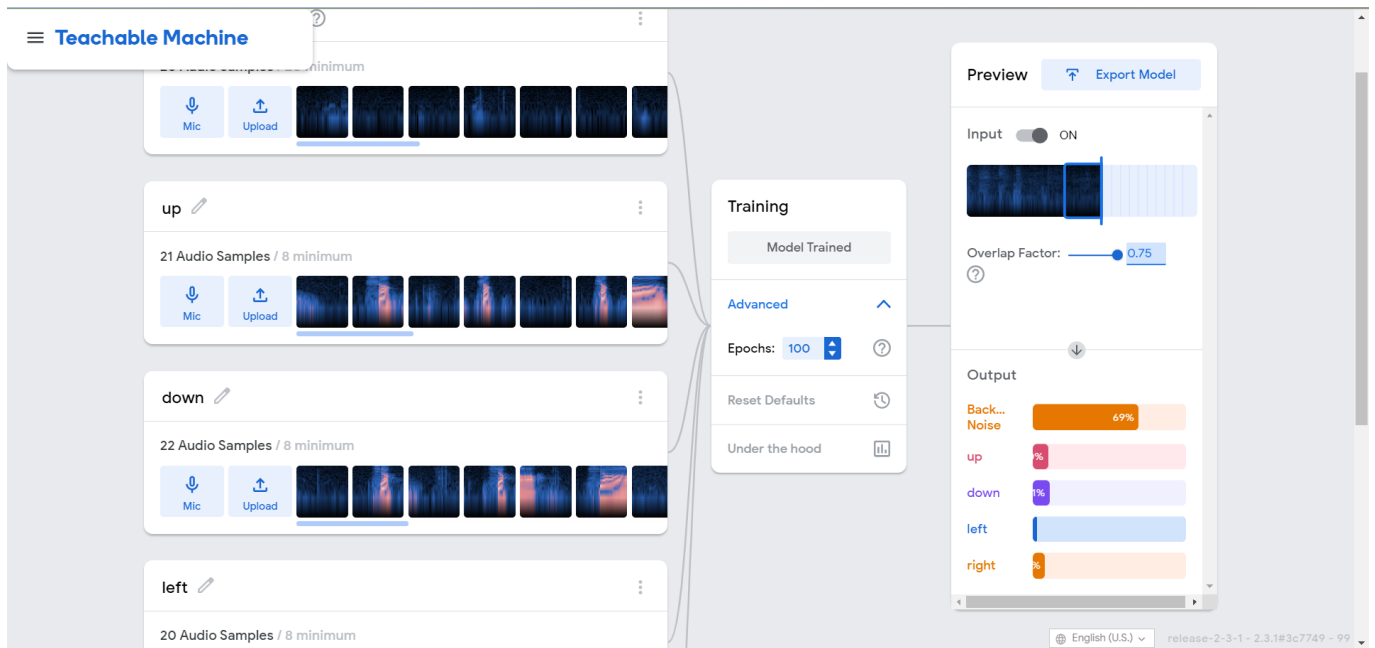 Teachable Machine
minimum
Mic
Upload
up
21 Audio Samples / 8 minimum
Mic
Upload
down
22 Audio Samples / 8 minimum
Mic
Upload
left
20 Audio Samples / 8 minimum
Training
Model Trained
Advanced
Epochs: 100
Reset Defaults
Under the hood
Preview
Export Model
Input ON
Overlap Factor: 0.75
Output
Back...
Noise
69%
up
%
down
1%
left
right
%
English (U.S.)
release-2-3-1 - 2.3.1#3c7749 - 99